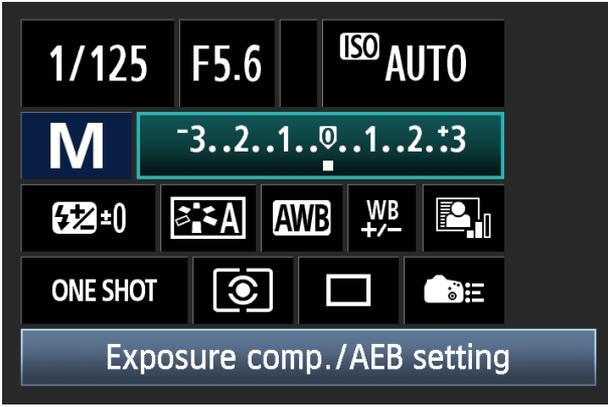 1/125 F5.6 ISO AUTO
M -3..2..1..0..1..2.+3
±0 A AWB WB +/-
ONE SHOT
Exposure comp./AEB setting